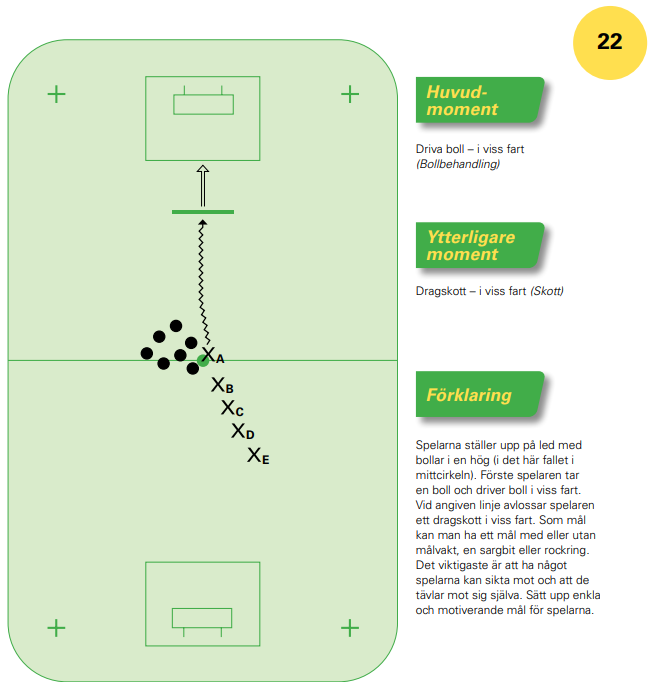 22
Huvud-
moment
Driva boll – i viss fart
(Bollbehandling)
Ytterligare
moment
Dragskott – i viss fart (Skott)
Förklaring
Spelarna ställer upp på led med
bollar i en hög (i det här fallet i
mittcirkeln). Förste spelaren tar
en boll och driver boll i viss fart.
Vid angiven linje avlossar spelaren
ett dragskott i viss fart. Som mål
kan man ha ett mål med eller utan
målvakt, en sargbit eller rockring.
Det viktigaste är att ha något
spelarna kan sikta mot och att de
tävlar mot sig själva. Sätt upp enkla
och motiverande mål för spelarna.
XA
XB
XC
XD
XE